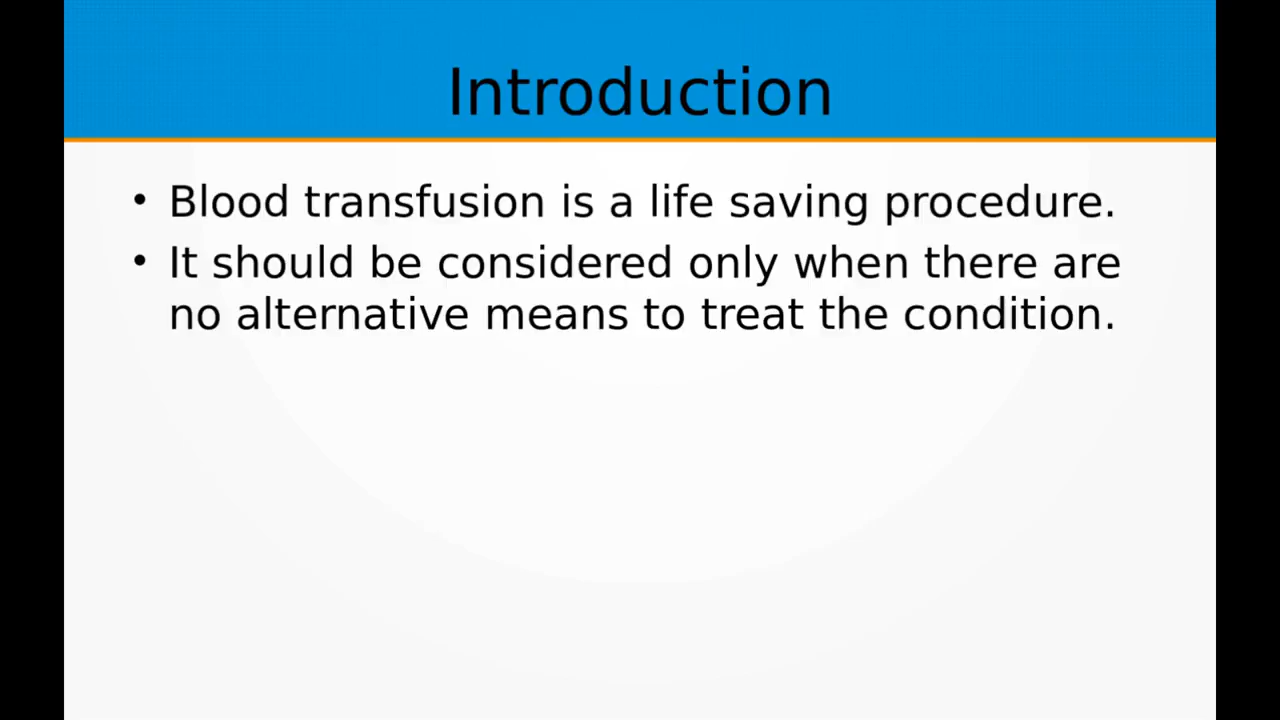 Introduction
• Blood transfusion is a life saving procedure.
• It should be considered only when there are
no alternative means to treat the condition.